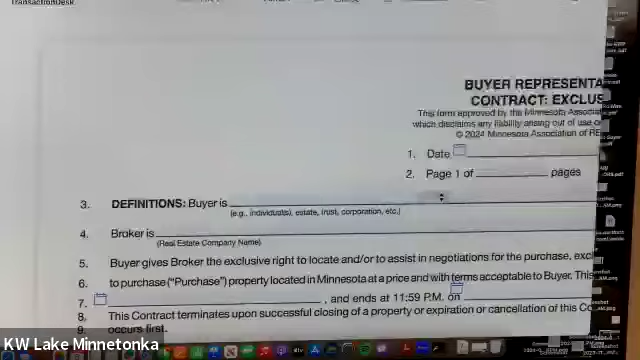 TransactionDesk
BUYER REPRESENTA
CONTRACT: EXCLUS
This form approved by the Minnesota Associa
which disclaims any liability arising out of use o
© 2024 Minnesota Association of RE
1. Date
2. Page 1 of ___ pages
3. DEFINITIONS: Buyer is
(e.g., individual(s), estate, trust, corporation, etc.)
4. Broker is
(Real Estate Company Name)
5. Buyer gives Broker the exclusive right to locate and/or to assist in negotiations for the purchase, excl
6. to purchase ("Purchase") property located in Minnesota at a price and with terms acceptable to Buyer. This
7. , and ends at 11:59 P.M. on
8. This Contract terminates upon successful closing of a property or expiration or cancellation of this Co
9. occurs first.
KW Lake Minnetonka